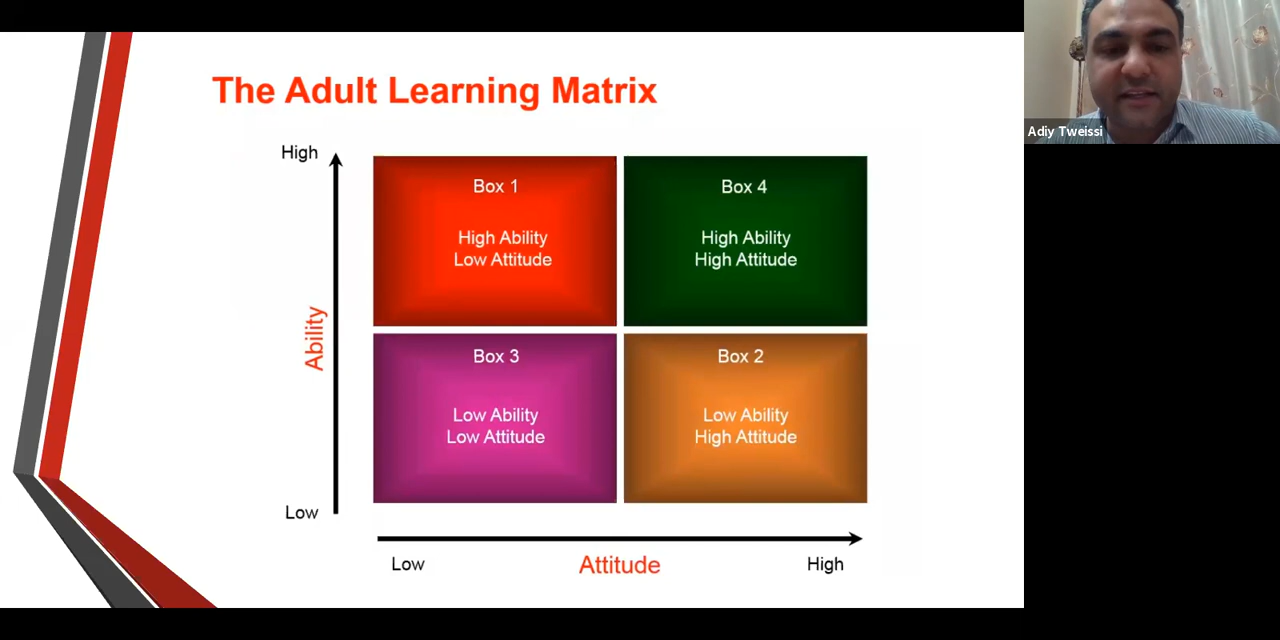 The Adult Learning Matrix
Adiy Tweissi
High
Box 1
High Ability
Low Attitude
Box 4
High Ability
High Attitude
Ability
Box 3
Low Ability
Low Attitude
Box 2
Low Ability
High Attitude
Low
Low
Attitude
High